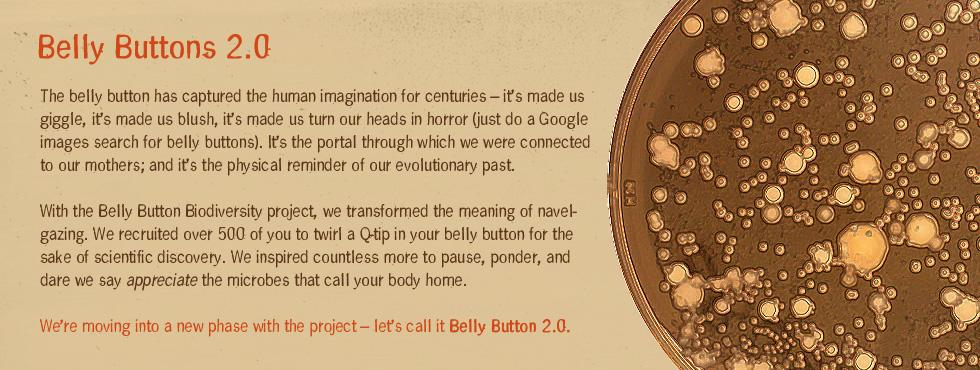 Belly Buttons 2.0
The belly button has captured the human imagination for centuries – it's made us
giggle, it's made us blush, it's made us turn our heads in horror (just do a Google
images search for belly buttons). It's the portal through which we were connected
to our mothers; and it's the physical reminder of our evolutionary past.
With the Belly Button Biodiversity project, we transformed the meaning of navel-
gazing. We recruited over 500 of you to twirl a Q-tip in your belly button for the
sake of scientific discovery. We inspired countless more to pause, ponder, and
dare we say appreciate the microbes that call your body home.
We're moving into a new phase with the project – let's call it Belly Button 2.0.